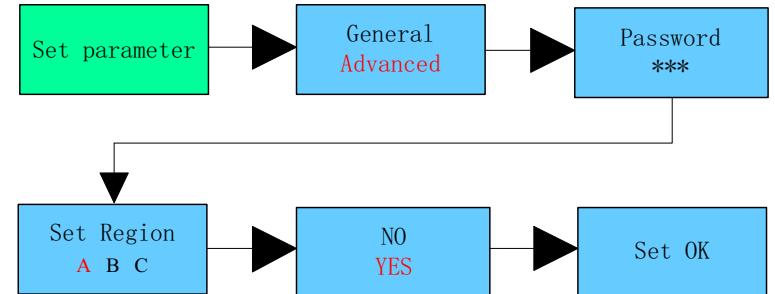 Set parameter
General
Advanced
Password
***
Set Region
A B C
NO
YES
Set OK